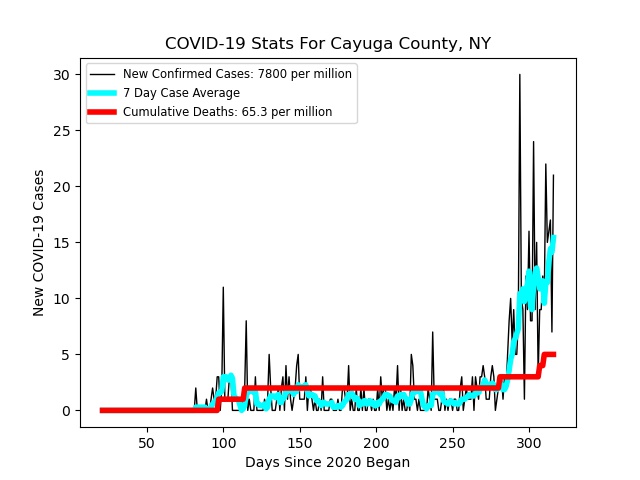 COVID-19 Stats For Cayuga County, NY
New Confirmed Cases: 7800 per million
7 Day Case Average
Cumulative Deaths: 65.3 per million
New COVID-19 Cases
30
25
20
15
10
5
0
50 100 150 200 250 300
Days Since 2020 Began